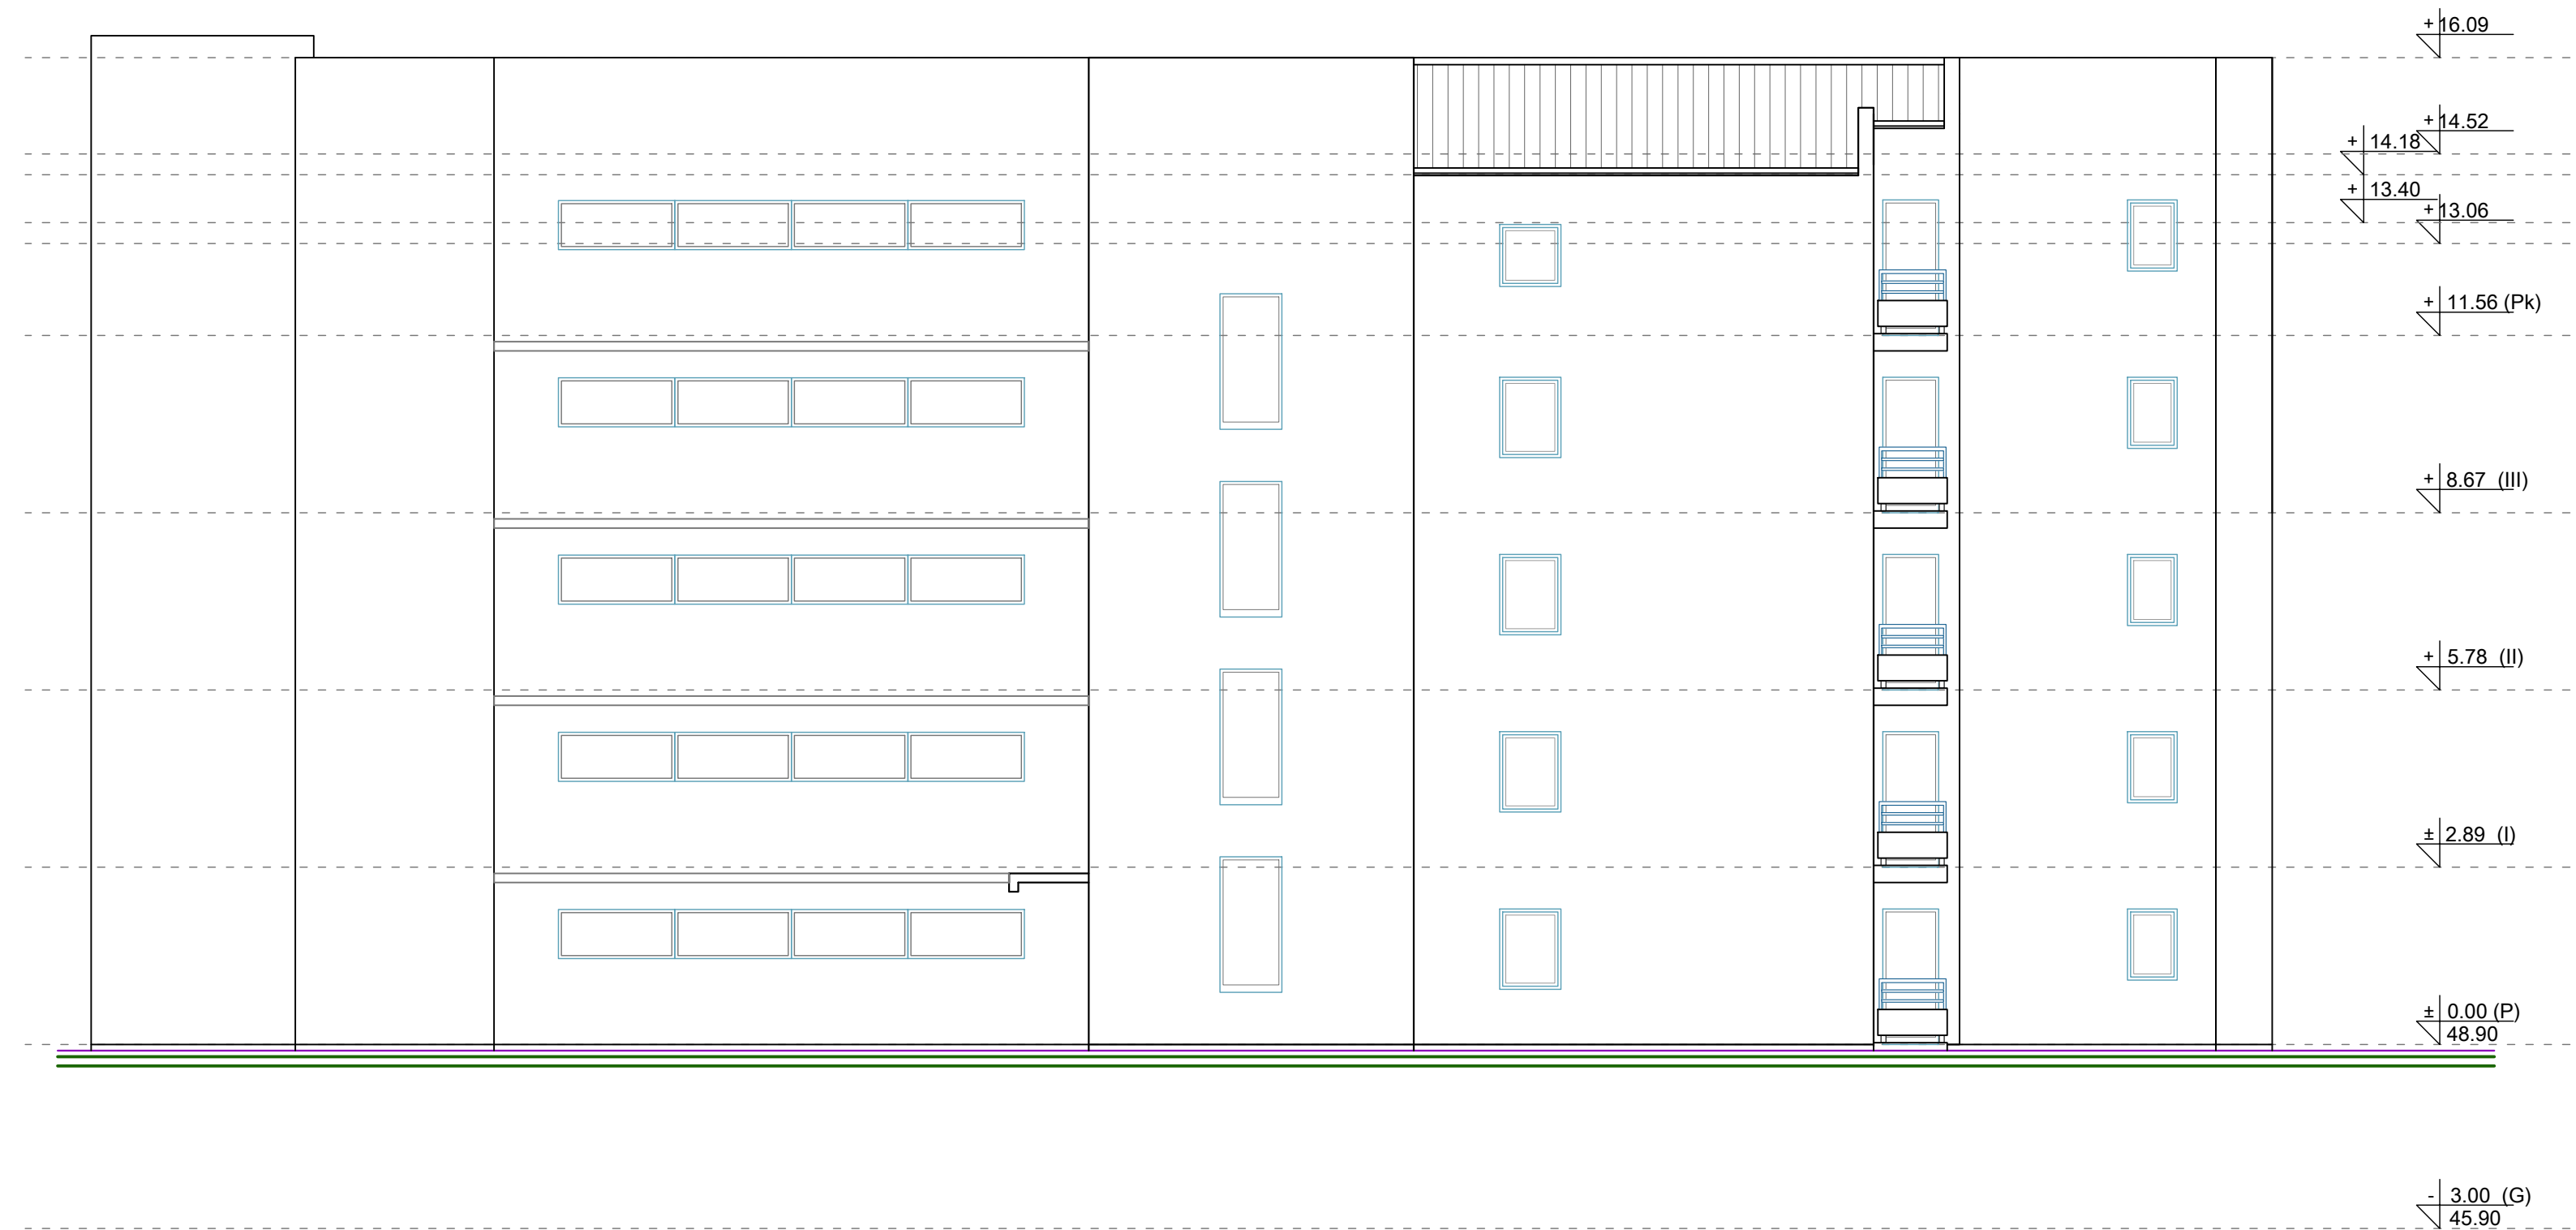 + 16.09
+ 14.52
+ 14.18
+ 13.40
+ 13.06
+ 11.56 (Pk)
+ 8.67 (III)
+ 5.78 (II)
± 2.89 (I)
± 0.00 (P)
48.90
- 3.00 (G)
45.90